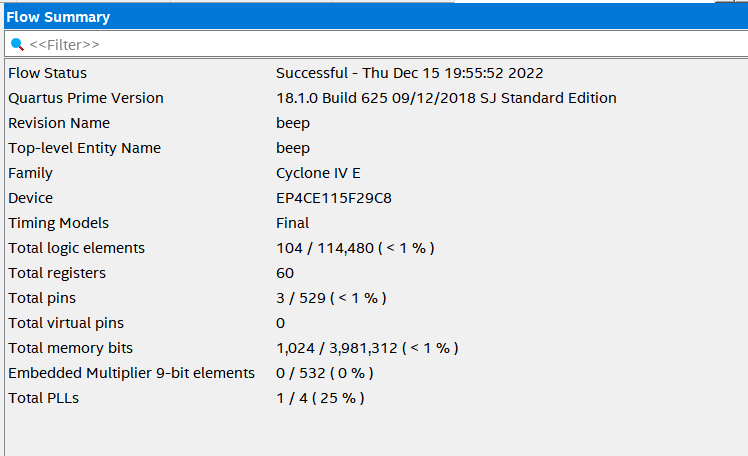 Flow Summary
<<Filter>>
Flow Status Successful - Thu Dec 15 19:55:52 2022
Quartus Prime Version 18.1.0 Build 625 09/12/2018 SJ Standard Edition
Revision Name beep
Top-level Entity Name beep
Family Cyclone IV E
Device EP4CE115F29C8
Timing Models Final
Total logic elements 104 / 114,480 ( < 1 % )
Total registers 60
Total pins 3 / 529 ( < 1 % )
Total virtual pins 0
Total memory bits 1,024 / 3,981,312 ( < 1 % )
Embedded Multiplier 9-bit elements 0 / 532 ( 0 % )
Total PLLs 1 / 4 ( 25 % )